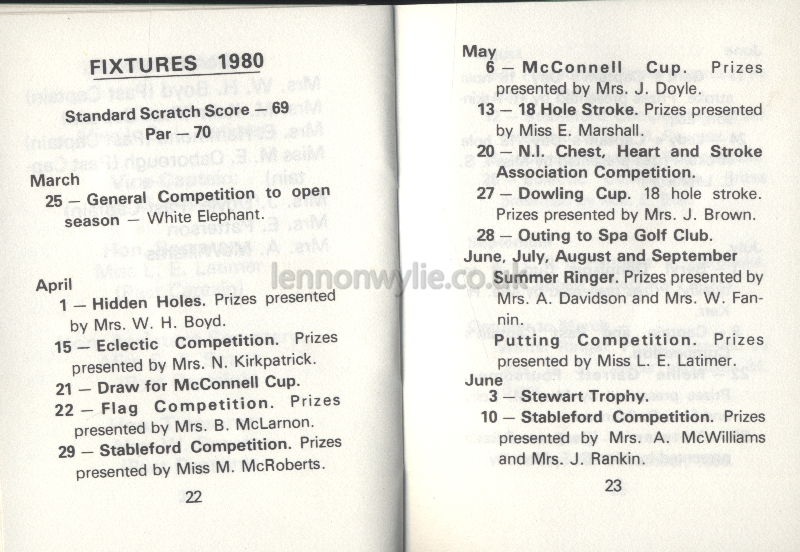 FIXTURES 1980
Standard Scratch Score — 69
Par — 70
March
25 — General Competition to open
season — White Elephant.
April
1 — Hidden Holes. Prizes presented
by Mrs. W. H. Boyd.
15 — Eclectic Competition. Prizes
presented by Mrs. N. Kirkpatrick.
21 — Draw for McConnell Cup.
22 — Flag Competition. Prizes
presented by Mrs. B. McLarnon.
29 — Stableford Competition. Prizes
presented by Miss M. McRoberts.
22
May
6 — McConnell Cup. Prizes
presented by Mrs. J. Doyle.
13 — 18 Hole Stroke. Prizes presented
by Miss E. Marshall.
20 — N.I. Chest, Heart and Stroke
Association Competition.
27 — Dowling Cup. 18 hole stroke.
Prizes presented by Mrs. J. Brown.
28 — Outing to Spa Golf Club.
June, July, August and September
Summer Ringer. Prizes presented by
Mrs. A. Davidson and Mrs. W. Fan-
nin.
Putting Competition. Prizes
presented by Miss L. E. Latimer.
June
3 — Stewart Trophy.
10 — Stableford Competition. Prizes
presented by Mrs. A. McWilliams
and Mrs. J. Rankin.
23
lennonwylie.co.uk